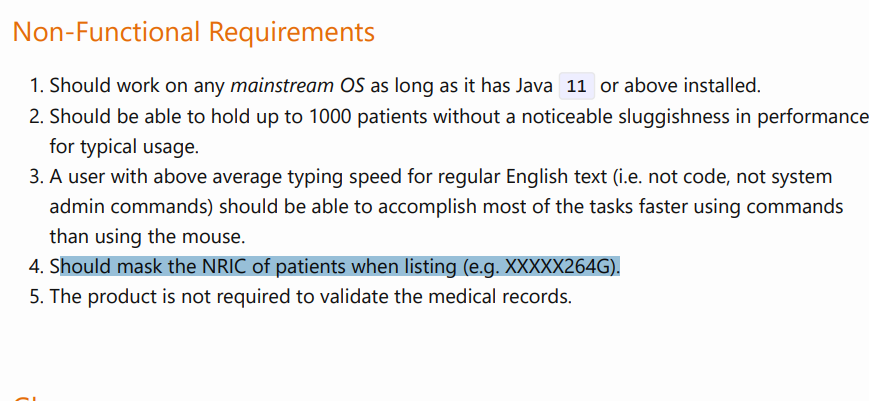 Non-Functional Requirements
1. Should work on any mainstream OS as long as it has Java 11 or above installed.
2. Should be able to hold up to 1000 patients without a noticeable sluggishness in performance
for typical usage.
3. A user with above average typing speed for regular English text (i.e. not code, not system
admin commands) should be able to accomplish most of the tasks faster using commands
than using the mouse.
4. Should mask the NRIC of patients when listing (e.g. XXXXX264G).
5. The product is not required to validate the medical records.